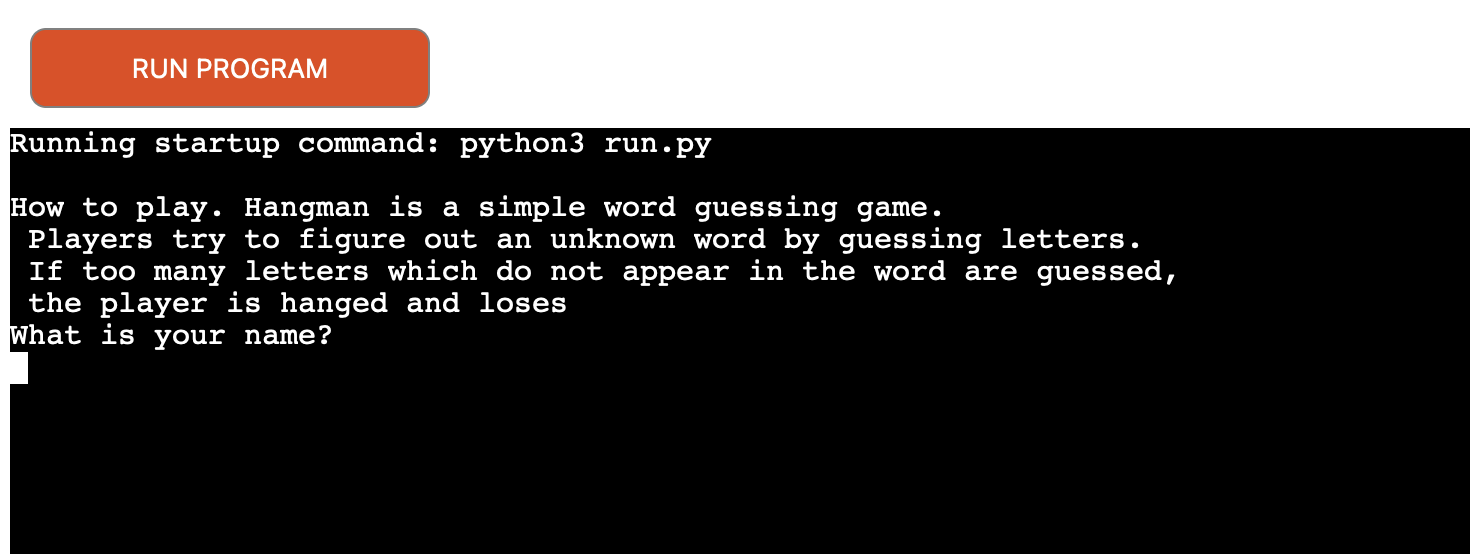 RUN PROGRAM
Running startup command: python3 run.py
How to play. Hangman is a simple word guessing game.
Players try to figure out an unknown word by guessing letters.
If too many letters which do not appear in the word are guessed,
the player is hanged and loses
What is your name?